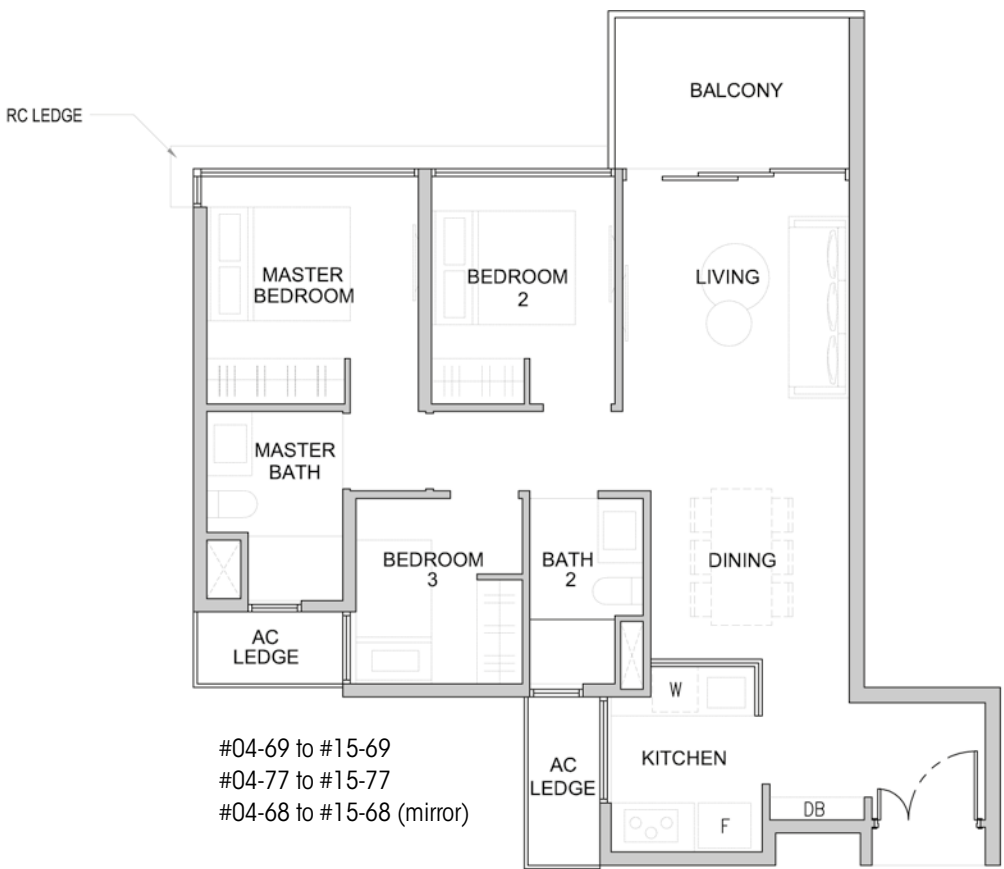 BALCONY
RC LEDGE
MASTER
BEDROOM
BEDROOM
2
LIVING
MASTER
BATH
BEDROOM
3
BATH
2
DINING
AC
LEDGE
W
KITCHEN
AC
LEDGE
F
DB
#04-69 to #15-69
#04-77 to #15-77
#04-68 to #15-68 (mirror)